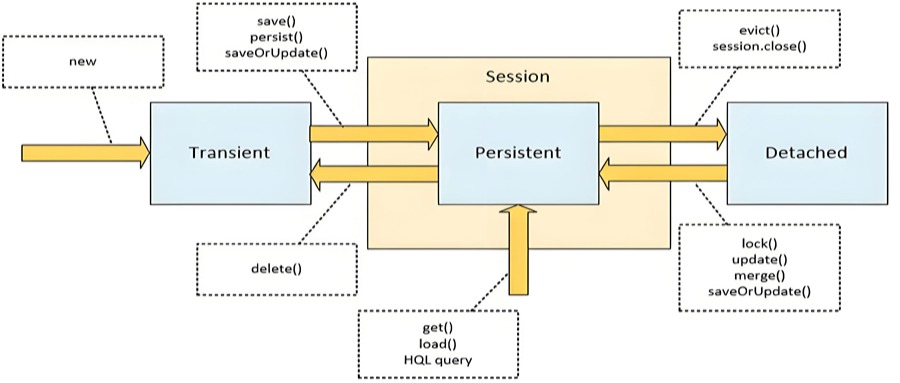 new
save()
persist()
saveOrUpdate()
evict()
session.close()
Session
Transient
Persistent
Detached
delete()
lock()
update()
merge()
saveOrUpdate()
get()
load()
HQL query